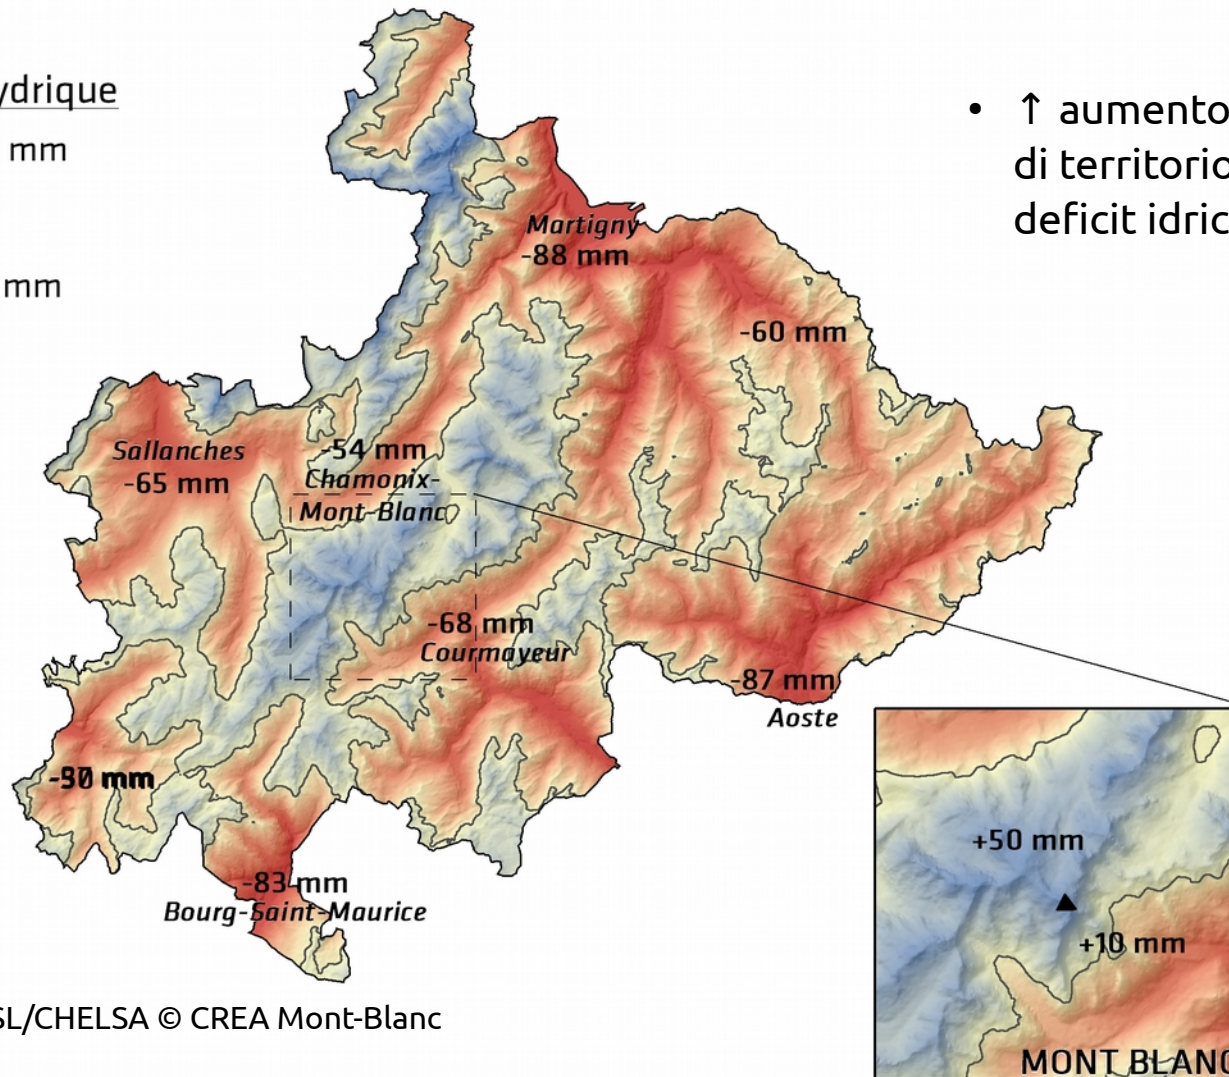 ydrique
mm
mm
• ↑ aumento
di territorio
deficit idric
Martigny
-88 mm
-60 mm
Sallanches
-65 mm
-54 mm
Chamonix-
Mont-Blanc
-68 mm
Courmayeur
-87 mm
Aoste
mm
-83 mm
Bourg-Saint-Maurice
+50 mm
+10 mm
MONT BLANC
SL/CHELSA © CREA Mont-Blanc